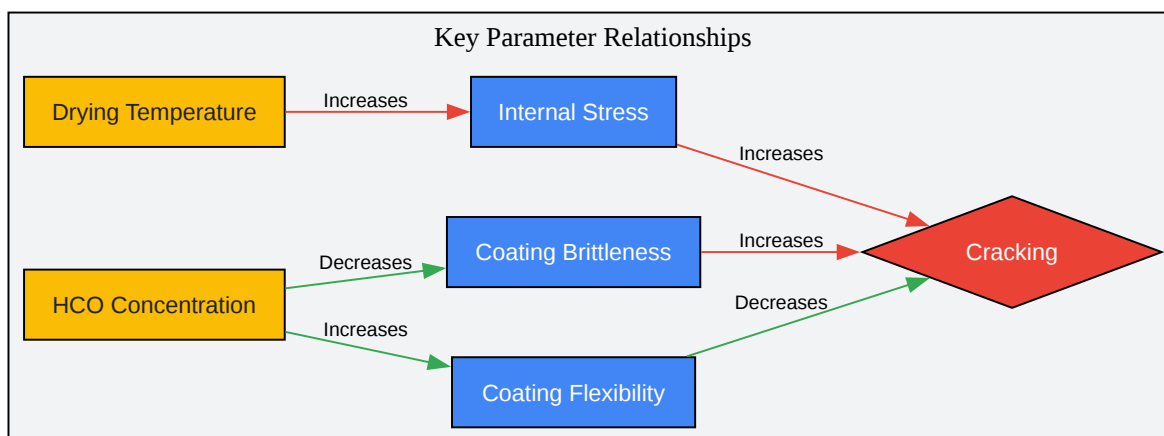 Key Parameter Relationships
Drying Temperature
Increases
Internal Stress
Increases
Coating Brittleness
Increases
Cracking
HCO Concentration
Decreases
Increases
Decreases
Coating Flexibility